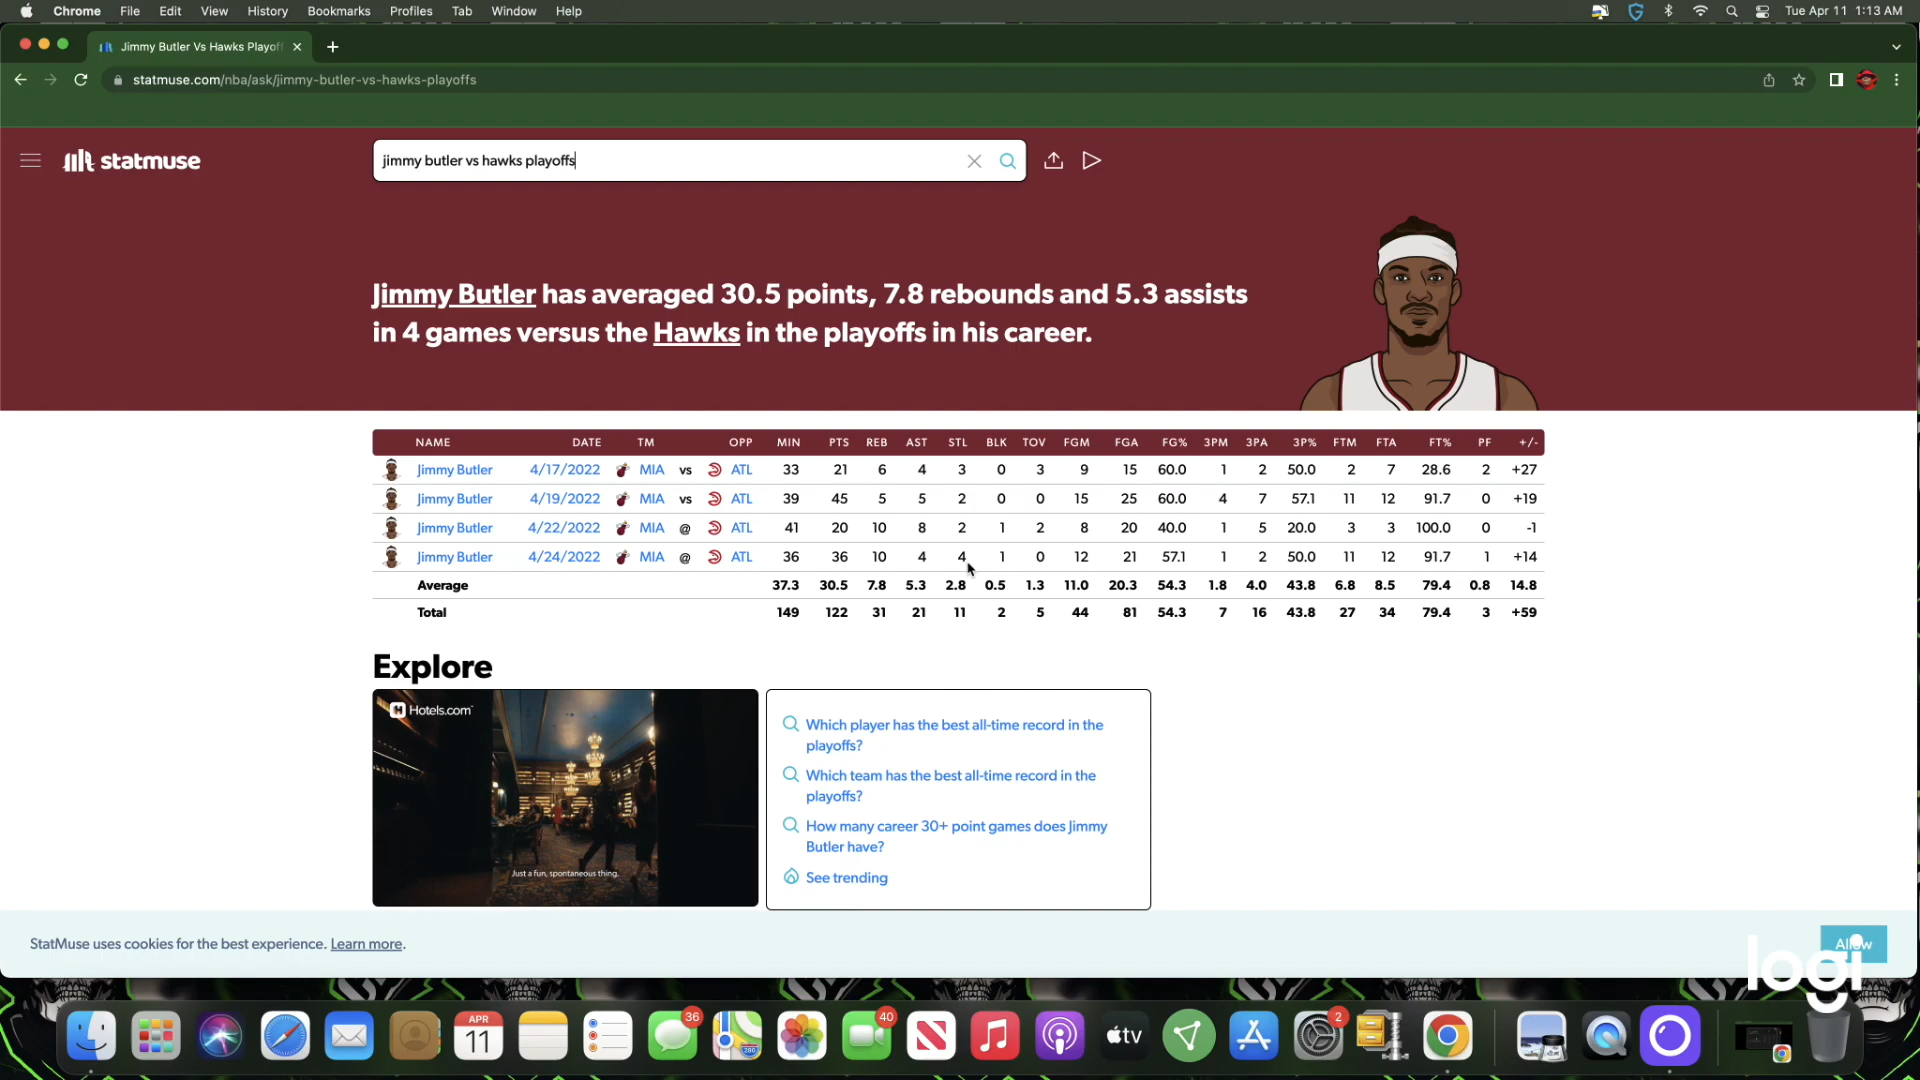 Chrome File Edit View History Bookmarks Profiles Tab Window Help Tue Apr 11 1:13 AM
Jimmy Butler Vs Hawks Playof
statmuse.com/nba/ask/jimmy-butler-vs-hawks-playoffs
statmuse
jimmy butler vs hawks playoffs
Jimmy Butler has averaged 30.5 points, 7.8 rebounds and 5.3 assists
in 4 games versus the Hawks in the playoffs in his career.
NAME DATE TM OPP MIN PTS REB AST STL BLK TOV FGM FGA FG% 3PM 3PA 3P% FTM FTA FT% PF +/-
Jimmy Butler 4/17/2022 MIA vs ATL 33 21 6 4 3 0 3 9 15 60.0 1 2 50.0 2 7 28.6 2 +27
Jimmy Butler 4/19/2022 MIA vs ATL 39 45 5 5 2 0 0 15 25 60.0 4 7 57.1 11 12 91.7 0 +19
Jimmy Butler 4/22/2022 MIA @ ATL 41 20 10 8 2 1 2 8 20 40.0 1 5 20.0 3 3 100.0 0 -1
Jimmy Butler 4/24/2022 MIA @ ATL 36 36 10 4 4 1 0 12 21 57.1 1 2 50.0 11 12 91.7 1 +14
Average 37.3 30.5 7.8 5.3 2.8 0.5 1.3 11.0 20.3 54.3 1.8 4.0 43.8 6.8 8.5 79.4 0.8 14.8
Total 149 122 31 21 11 2 5 44 81 54.3 7 16 43.8 27 34 79.4 3 +59
Explore
H Hotels.com
Just a fun, spontaneous thing.
Which player has the best all-time record in the
playoffs?
Which team has the best all-time record in the
playoffs?
How many career 30+ point games does Jimmy
Butler have?
See trending
StatMuse uses cookies for the best experience. Learn more.
Allow
logi
APR
11
36
280
40
tv
2